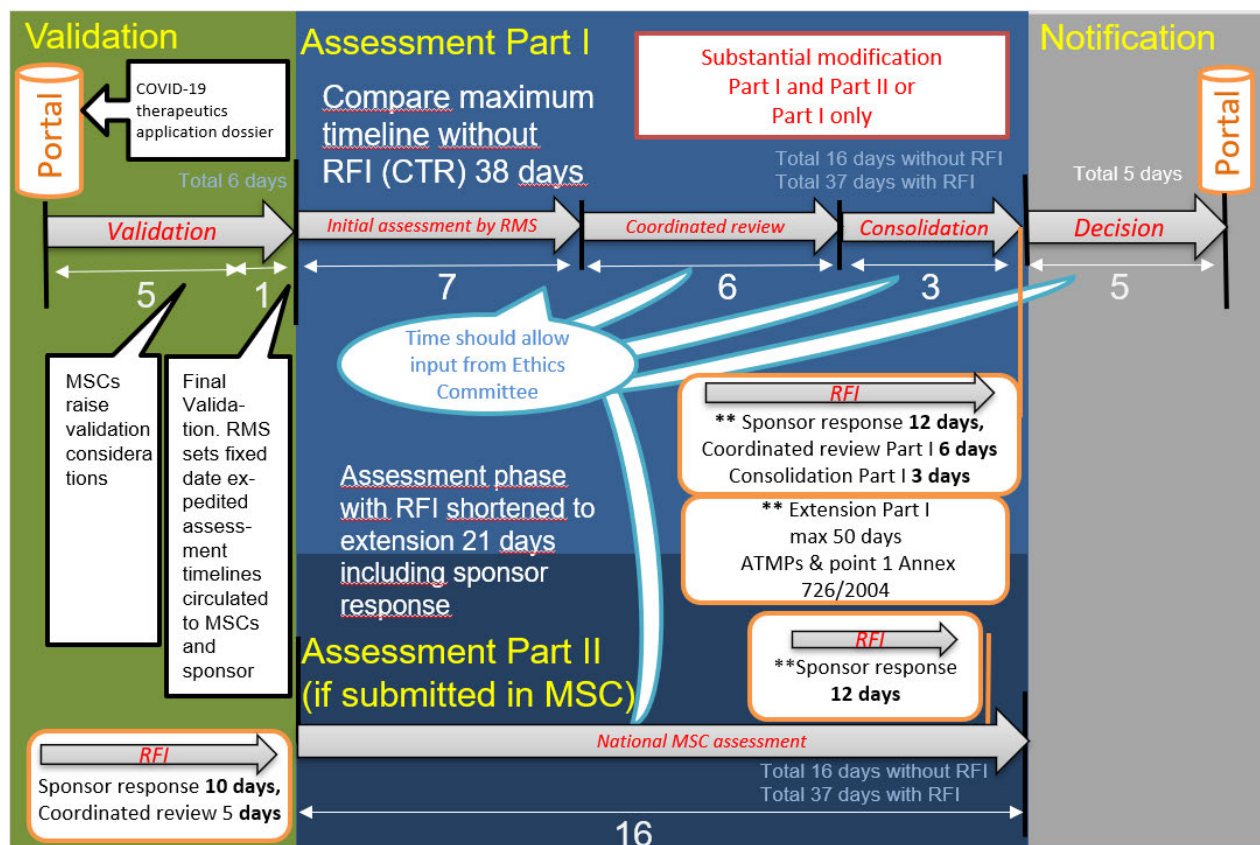 Validation
Portal
COVID-19
therapeutics
application dossier
Total 6 days
Validation
5
1
MSCs
raise
validation
considera
tions
Final
Valida-
tion. RMS
sets fixed
date ex-
pedited
assess-
ment
timelines
circulated
to MSCs
and
sponsor
RFI
Sponsor response 10 days,
Coordinated review 5 days
Assessment Part I
Compare maximum
timeline without
RFI (CTR) 38 days
Substantial modification
Part I and Part II or
Part I only
Total 16 days without RFI
Total 37 days with RFI
Initial assessment by RMS
Coordinated review
Consolidation
7
6
3
Time should allow
input from Ethics
Committee
RFI
** Sponsor response 12 days,
Coordinated review Part I 6 days
Consolidation Part I 3 days
** Extension Part I
max 50 days
ATMPs & point 1 Annex
726/2004
Assessment phase
with RFI shortened to
extension 21 days
including sponsor
response
Assessment Part II
(if submitted in MSC)
RFI
**Sponsor response
12 days
National MSC assessment
Total 16 days without RFI
Total 37 days with RFI
16
Notification
Portal
Total 5 days
Decision
5